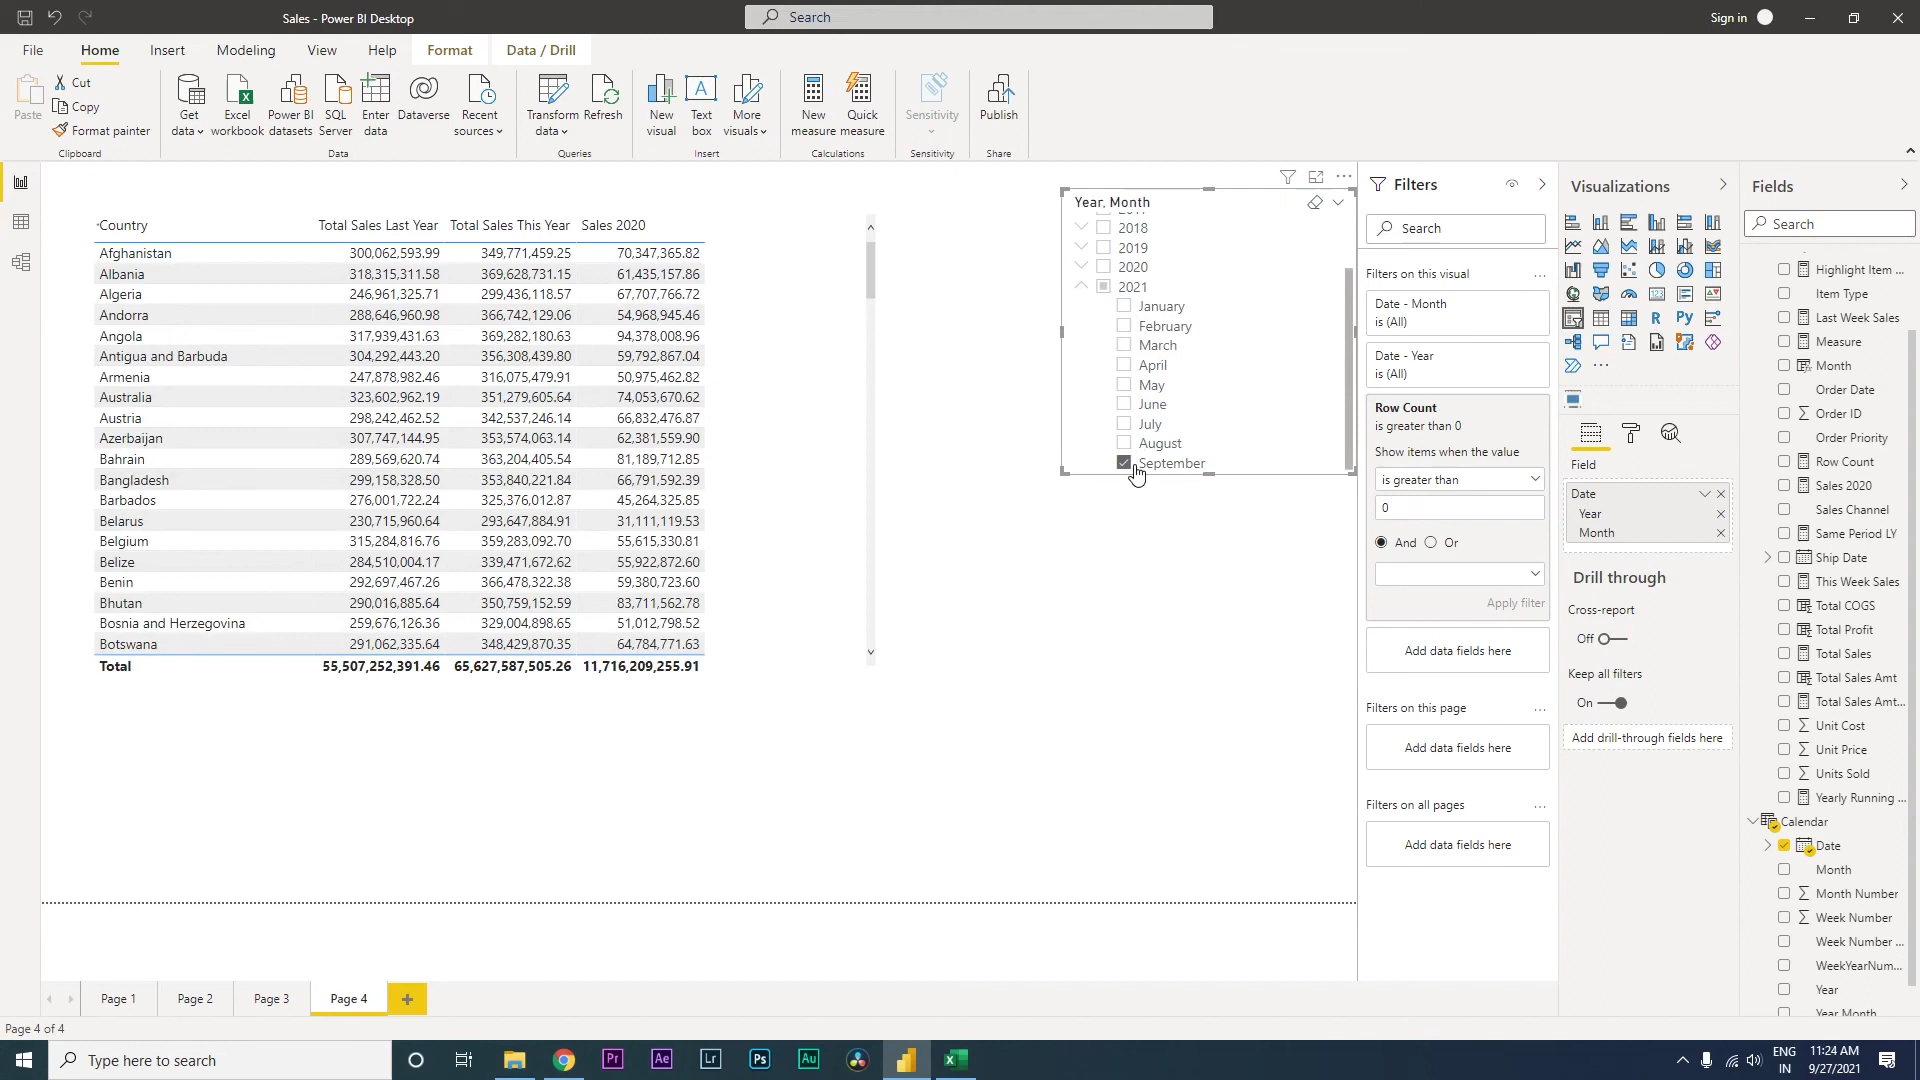 Sales - Power BI Desktop
Search
Sign in
File
Home
Insert
Modeling
View
Help
Format
Data / Drill
Paste
Cut
Copy
Format painter
Clipboard
Get data
Excel workbook
Power BI datasets
SQL Server
Enter data
Dataverse
Recent sources
Data
Transform data
Refresh
Queries
New visual
Text box
More visuals
Insert
New measure
Quick measure
Calculations
Sensitivity
Sensitivity
Publish
Share
Country Total Sales Last Year Total Sales This Year Sales 2020
Afghanistan 300,062,593.99 349,771,459.25 70,347,365.82
Albania 318,315,311.58 369,628,731.15 61,435,157.86
Algeria 246,961,325.71 299,436,118.57 67,707,766.72
Andorra 288,646,960.98 366,742,129.06 54,968,945.46
Angola 317,939,431.63 369,282,180.63 94,378,008.96
Antigua and Barbuda 304,292,443.20 356,308,439.80 59,792,867.04
Armenia 247,878,982.46 316,075,479.91 50,975,462.82
Australia 323,602,962.19 351,279,605.64 74,053,670.62
Austria 298,242,462.52 342,537,246.14 66,832,476.87
Azerbaijan 307,747,144.95 353,574,063.14 62,381,559.90
Bahrain 289,569,620.74 363,204,405.54 81,189,712.85
Bangladesh 299,158,328.50 353,840,221.84 66,791,592.39
Barbados 276,001,722.24 325,376,012.87 45,264,325.85
Belarus 230,715,960.64 293,647,884.91 31,111,119.53
Belgium 315,284,816.76 359,283,092.70 55,615,330.81
Belize 284,510,004.17 339,471,672.62 55,922,872.60
Benin 292,697,467.26 366,478,322.38 59,380,723.60
Bhutan 290,016,885.64 350,759,152.59 83,711,562.78
Bosnia and Herzegovina 259,676,126.36 329,004,898.65 51,012,798.52
Botswana 291,062,335.64 348,429,870.35 64,784,771.63
Total 55,507,252,391.46 65,627,587,505.26 11,716,209,255.91
Year, Month
2018
2019
2020
2021
January
February
March
April
May
June
July
August
September
Filters
Search
Filters on this visual ...
Date - Month
is (All)
Date - Year
is (All)
Row Count
is greater than 0
Show items when the value
is greater than
0
And Or
Apply filter
Add data fields here
Filters on this page ...
Add data fields here
Filters on all pages ...
Add data fields here
Visualizations
R
Py
Field
Date
Year
Month
Drill through
Cross-report
Off
Keep all filters
On
Add drill-through fields here
Fields
Search
Highlight Item ...
Item Type
Last Week Sales
Measure
Month
Order Date
Order ID
Order Priority
Row Count
Sales 2020
Sales Channel
Same Period LY
Ship Date
This Week Sales
Total COGS
Total Profit
Total Sales
Total Sales Amt
Total Sales Amt...
Unit Cost
Unit Price
Units Sold
Yearly Running ...
Calendar
Date
Month
Month Number
Week Number
Week Number ...
WeekYearNum...
Year
Year Month
Page 1
Page 2
Page 3
Page 4
Page 4 of 4
Type here to search
Pr
Ae
Lr
Ps
Au
ENG
IN
11:24 AM
9/27/2021